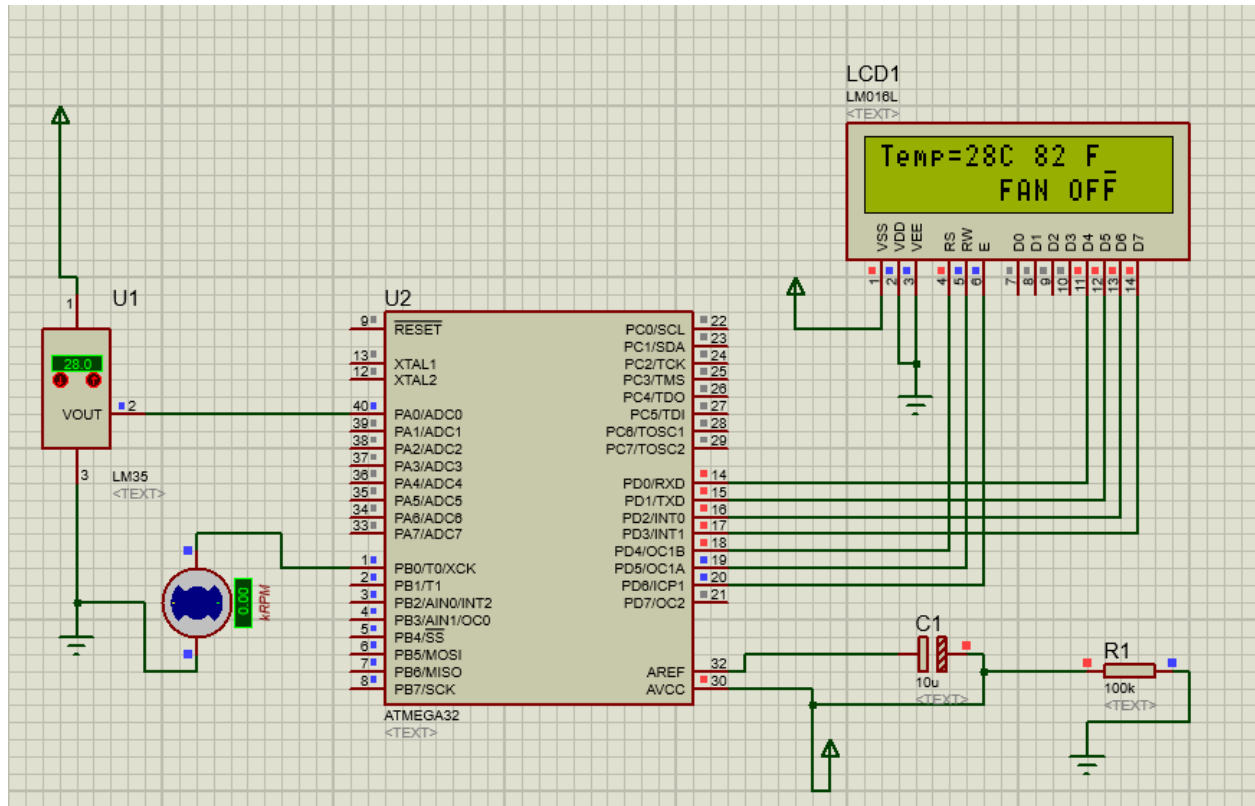 LCD1
LM016L
<TEXT>
Temp=28C 82 F
FAN OFF
VSS VDD VEE RS RW E D0 D1 D2 D3 D4 D5 D6 D7
1 2 3 4 5 6 7 8 9 10 11 12 13 14
U1
1
28.0
VOUT
2
3
LM35
<TEXT>
0.00
kRPM
U2
9 RESET
13 XTAL1
12 XTAL2
40 PA0/ADC0
39 PA1/ADC1
38 PA2/ADC2
37 PA3/ADC3
36 PA4/ADC4
35 PA5/ADC5
34 PA6/ADC6
33 PA7/ADC7
1 PB0/T0/XCK
2 PB1/T1
3 PB2/AIN0/INT2
4 PB3/AIN1/OC0
5 PB4/SS
6 PB5/MOSI
7 PB6/MISO
8 PB7/SCK
PC0/SCL 22
PC1/SDA 23
PC2/TCK 24
PC3/TMS 25
PC4/TDO 26
PC5/TDI 27
PC6/TOSC1 28
PC7/TOSC2 29
PD0/RXD 14
PD1/TXD 15
PD2/INT0 16
PD3/INT1 17
PD4/OC1B 18
PD5/OC1A 19
PD6/ICP1 20
PD7/OC2 21
AREF 32
AVCC 30
ATMEGA32
<TEXT>
C1
10u
<TEXT>
R1
100k
<TEXT>